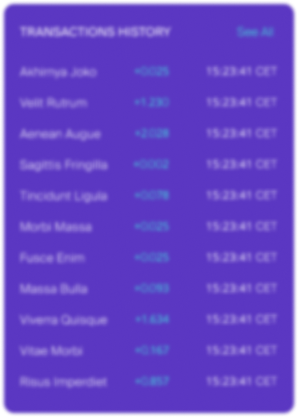 TRANSACTIONS HISTORY See All
Akhirnya Joko +0.025 15:23:41 CET
Velit Rutrum +1.230 15:23:41 CET
Aenean Augue +2.028 15:23:41 CET
Sagittis Fringilla +0.002 15:23:41 CET
Tincidunt Ligula +0.078 15:23:41 CET
Morbi Massa +0.025 15:23:41 CET
Fusce Enim +0.025 15:23:41 CET
Massa Bulla +0.093 15:23:41 CET
Viverra Quisque +1.634 15:23:41 CET
Vitae Morbi +0.167 15:23:41 CET
Risus Imperdiet +0.857 15:23:41 CET